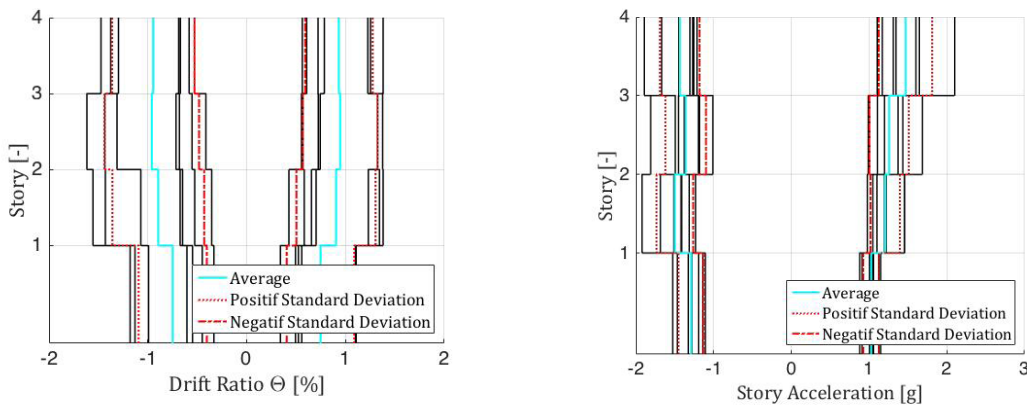 4
3
2
1
Story [-]
-2 -1 0 1 2
Drift Ratio Θ [%]
Average
Positif Standard Deviation
Negatif Standard Deviation
4
3
2
1
Story [-]
-2 -1 0 1 2 3
Story Acceleration [g]
Average
Positif Standard Deviation
Negatif Standard Deviation